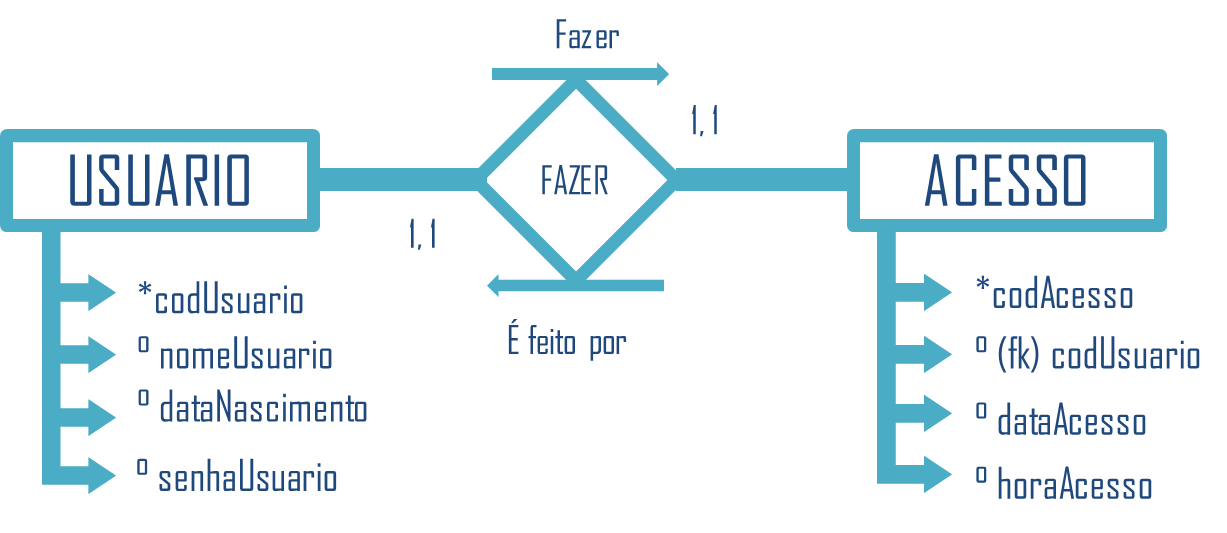 Fazer
1,1
USUARIO
FAZER
ACESSO
1,1
É feito por
*codUsuario
º nomeUsuario
º dataNascimento
º senhaUsuario
*codAcesso
º (fk) codUsuario
º dataAcesso
º horaAcesso